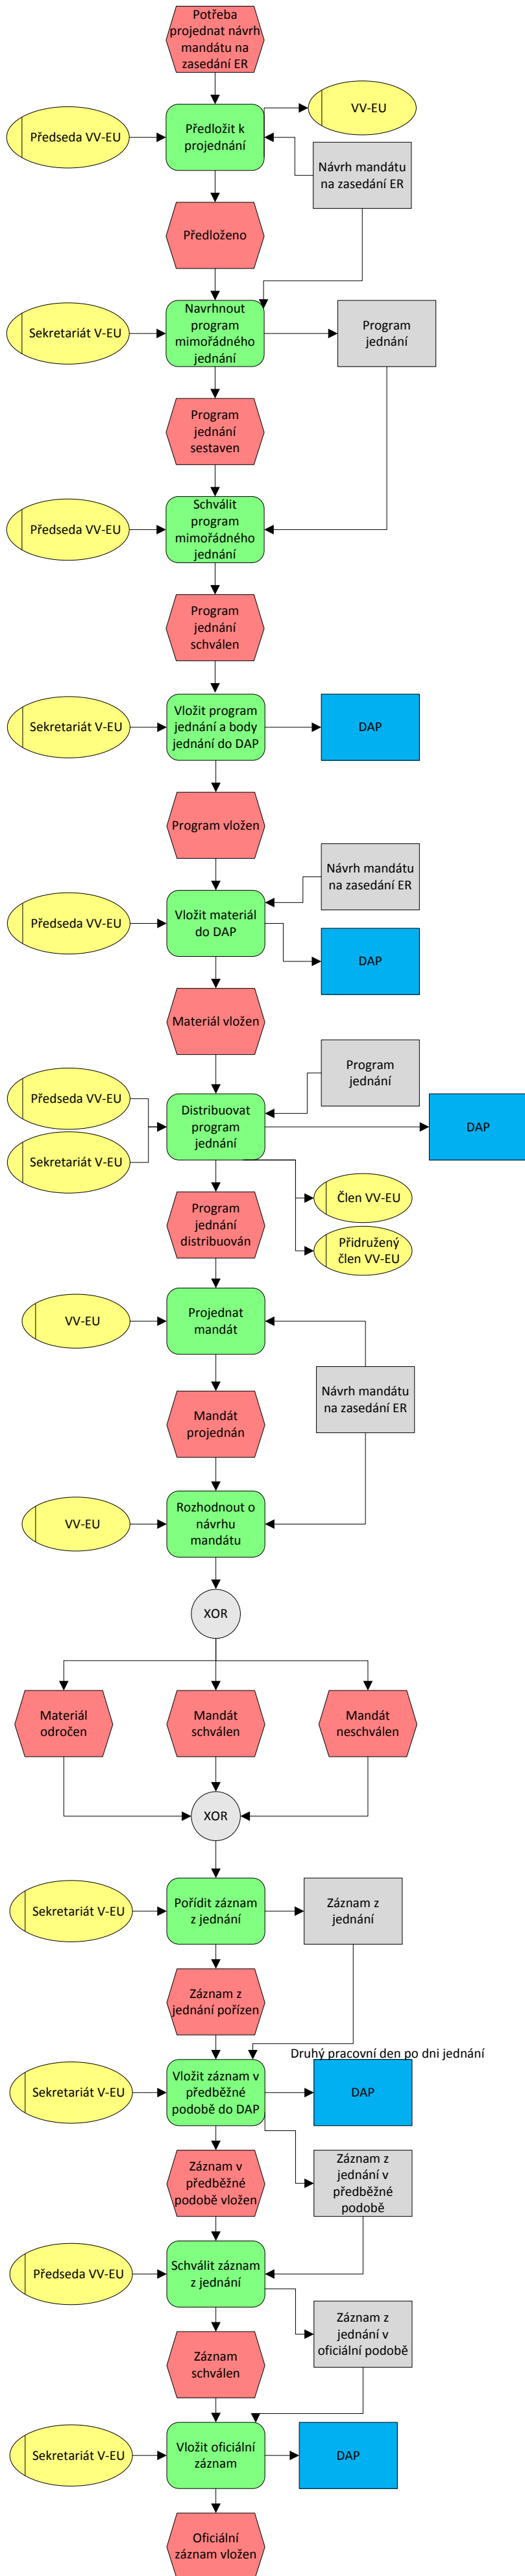 Potřeba
projednat návrh
mandátu na
zasedání ER
VV-EU
Předseda VV-EU
Předložit k
projednání
Návrh mandátu
na zasedání ER
Předloženo
Sekretariát V-EU
Navrhnout
program
mimořádného
jednání
Program
jednání
Program
jednání
sestaven
Předseda VV-EU
Schválit
program
mimořádného
jednání
Program
jednání
schválen
Sekretariát V-EU
Vložit program
jednání a body
jednání do DAP
DAP
Program vložen
Návrh mandátu
na zasedání ER
Předseda VV-EU
Vložit materiál
do DAP
DAP
Materiál vložen
Program
jednání
Předseda VV-EU
Sekretariát V-EU
Distribuovat
program
jednání
DAP
Program
jednání
distribuován
Člen VV-EU
Přidružený
člen VV-EU
VV-EU
Projednat
mandát
Návrh mandátu
na zasedání ER
Mandát
projednán
VV-EU
Rozhodnout o
návrhu
mandátu
XOR
Materiál
odročen
Mandát
schválen
Mandát
neschválen
XOR
Sekretariát V-EU
Pořídit záznam
z jednání
Záznam z
jednání
Záznam z
jednání pořízen
Druhý pracovní den po dni jednání
Sekretariát V-EU
Vložit záznam v
předběžné
podobě do DAP
DAP
Záznam v
předběžné
podobě vložen
Záznam z
jednání v
předběžné
podobě
Předseda VV-EU
Schválit záznam
z jednání
Záznam z
jednání v
oficiální podobě
Záznam
schválen
Sekretariát V-EU
Vložit oficiální
záznam
DAP
Oficiální
záznam vložen